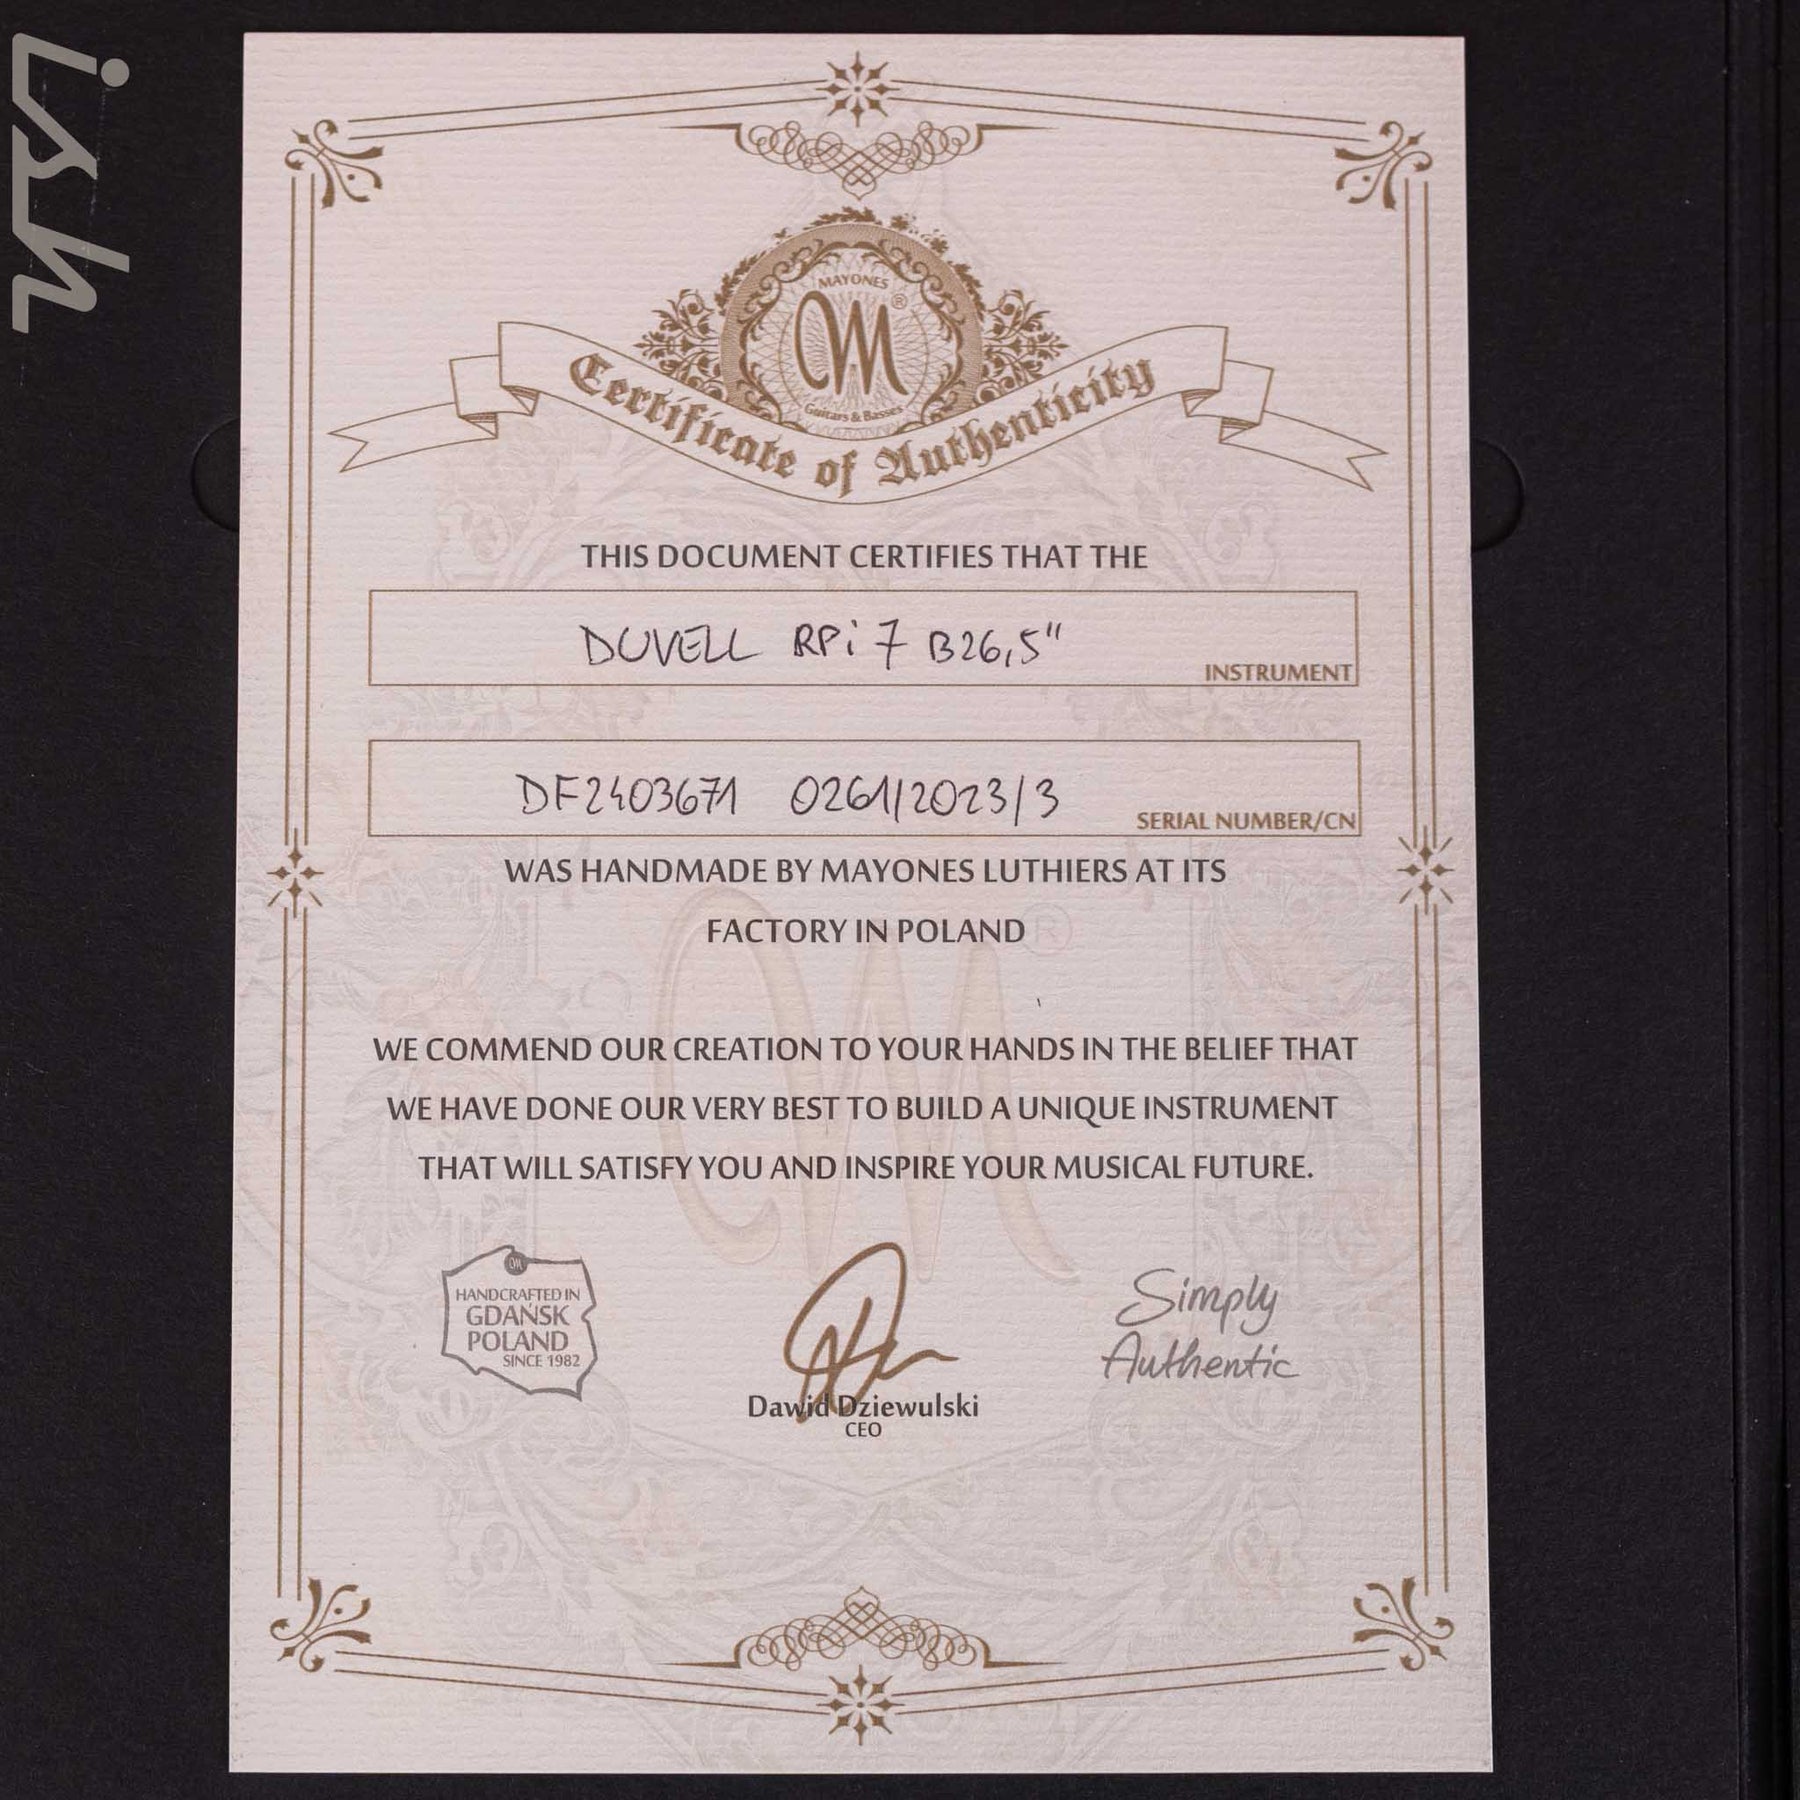 ish
MAYONES
M®
Guitars & Basses
Certificate of Authenticity
THIS DOCUMENT CERTIFIES THAT THE
DUVELL RPi 7 B26,5"
INSTRUMENT
DF2403671 0261/2023/3
SERIAL NUMBER/CN
WAS HANDMADE BY MAYONES LUTHIERS AT ITS
FACTORY IN POLAND
WE COMMEND OUR CREATION TO YOUR HANDS IN THE BELIEF THAT
WE HAVE DONE OUR VERY BEST TO BUILD A UNIQUE INSTRUMENT
THAT WILL SATISFY YOU AND INSPIRE YOUR MUSICAL FUTURE.
HANDCRAFTED IN
GDAŃSK
POLAND
SINCE 1982
Dawid Dziewulski
CEO
Simply
Authentic